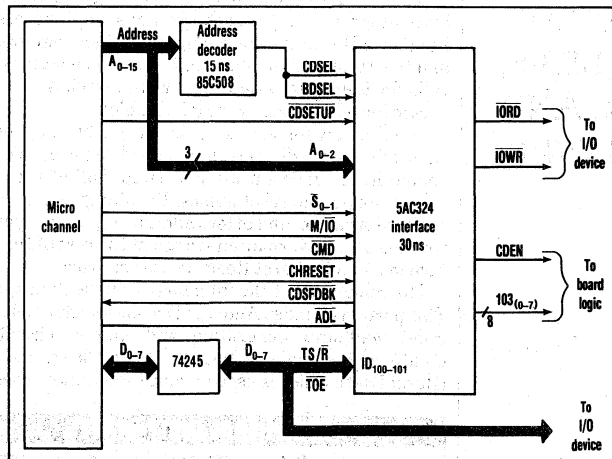 Address
A0–15
Address
decoder
15 ns
85C508
CDSEL
BDSEL
CDSETUP
3
A0–2
IORD
IOWR
To
I/O
device
Micro
channel
S0–1
M/IO
CMD
CHRESET
CDSFDBK
ADL
5AC324
interface
30 ns
CDEN
103(0–7)
8
To
board
logic
D0–7
74245
D0–7
TS/R
TOE
ID100–101
To
I/O
device